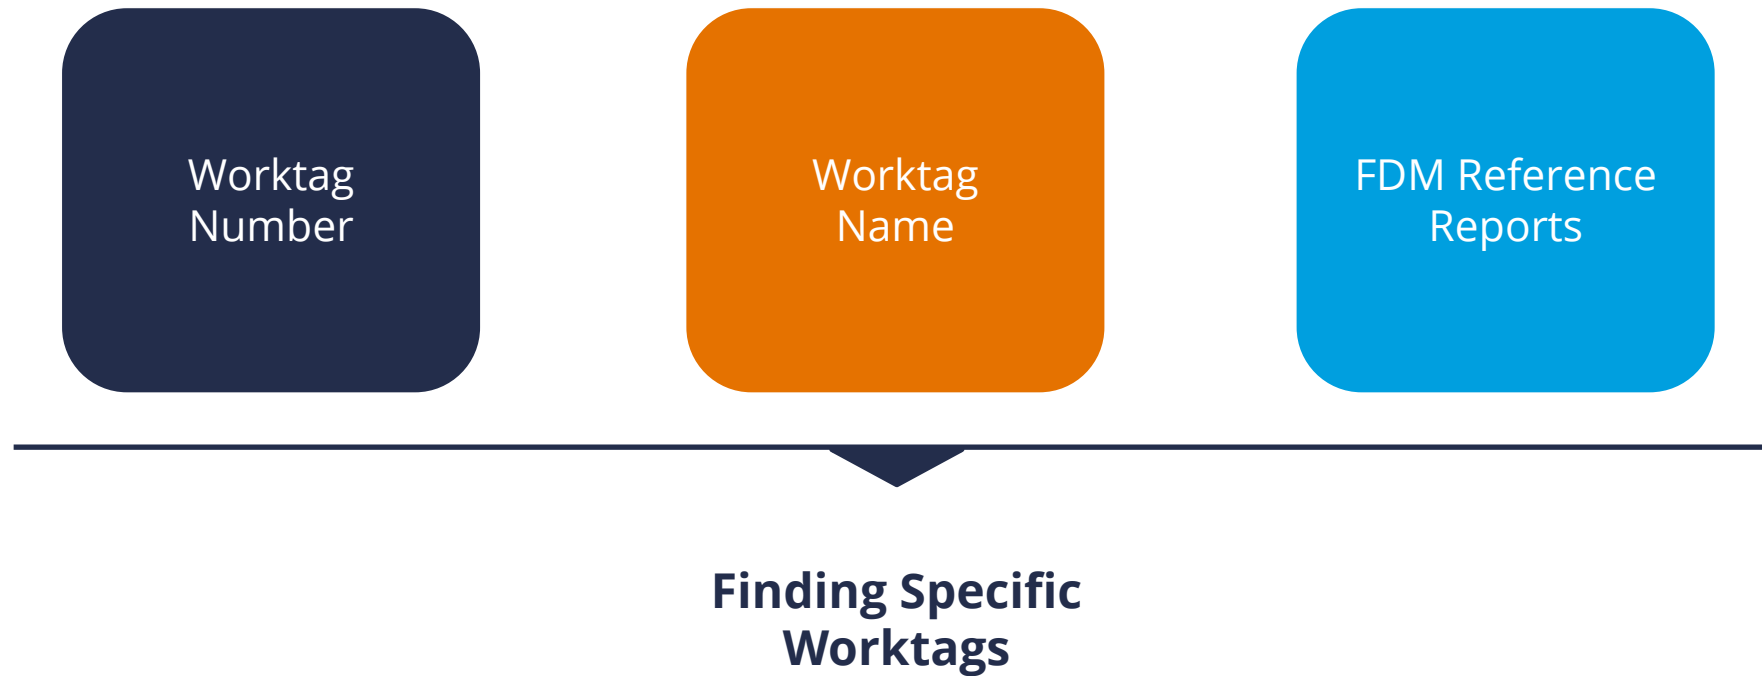 Worktag
Number
Worktag
Name
FDM Reference
Reports
Finding Specific
Worktags